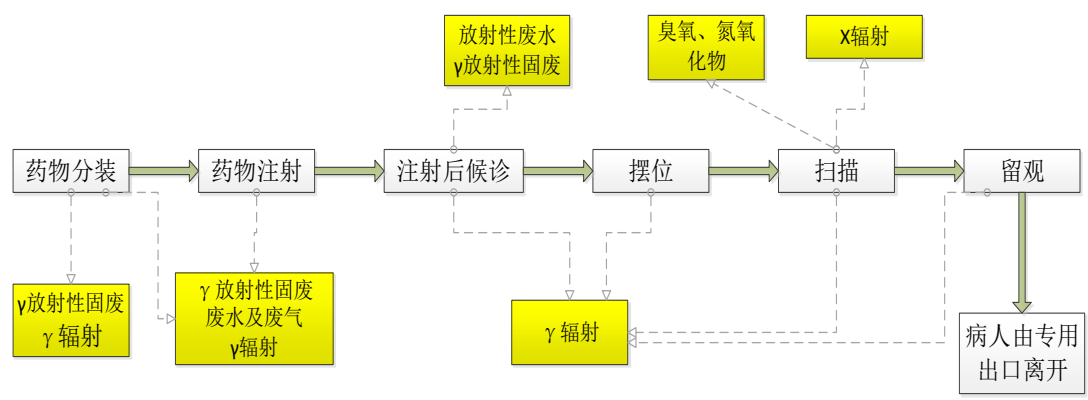 放射性废水
γ放射性固废
臭氧、氮氧
化物
X辐射
药物分装
药物注射
注射后候诊
摆位
扫描
留观
γ放射性固废
γ 辐射
γ 放射性固废
废水及废气
γ辐射
γ 辐射
病人由专用
出口离开